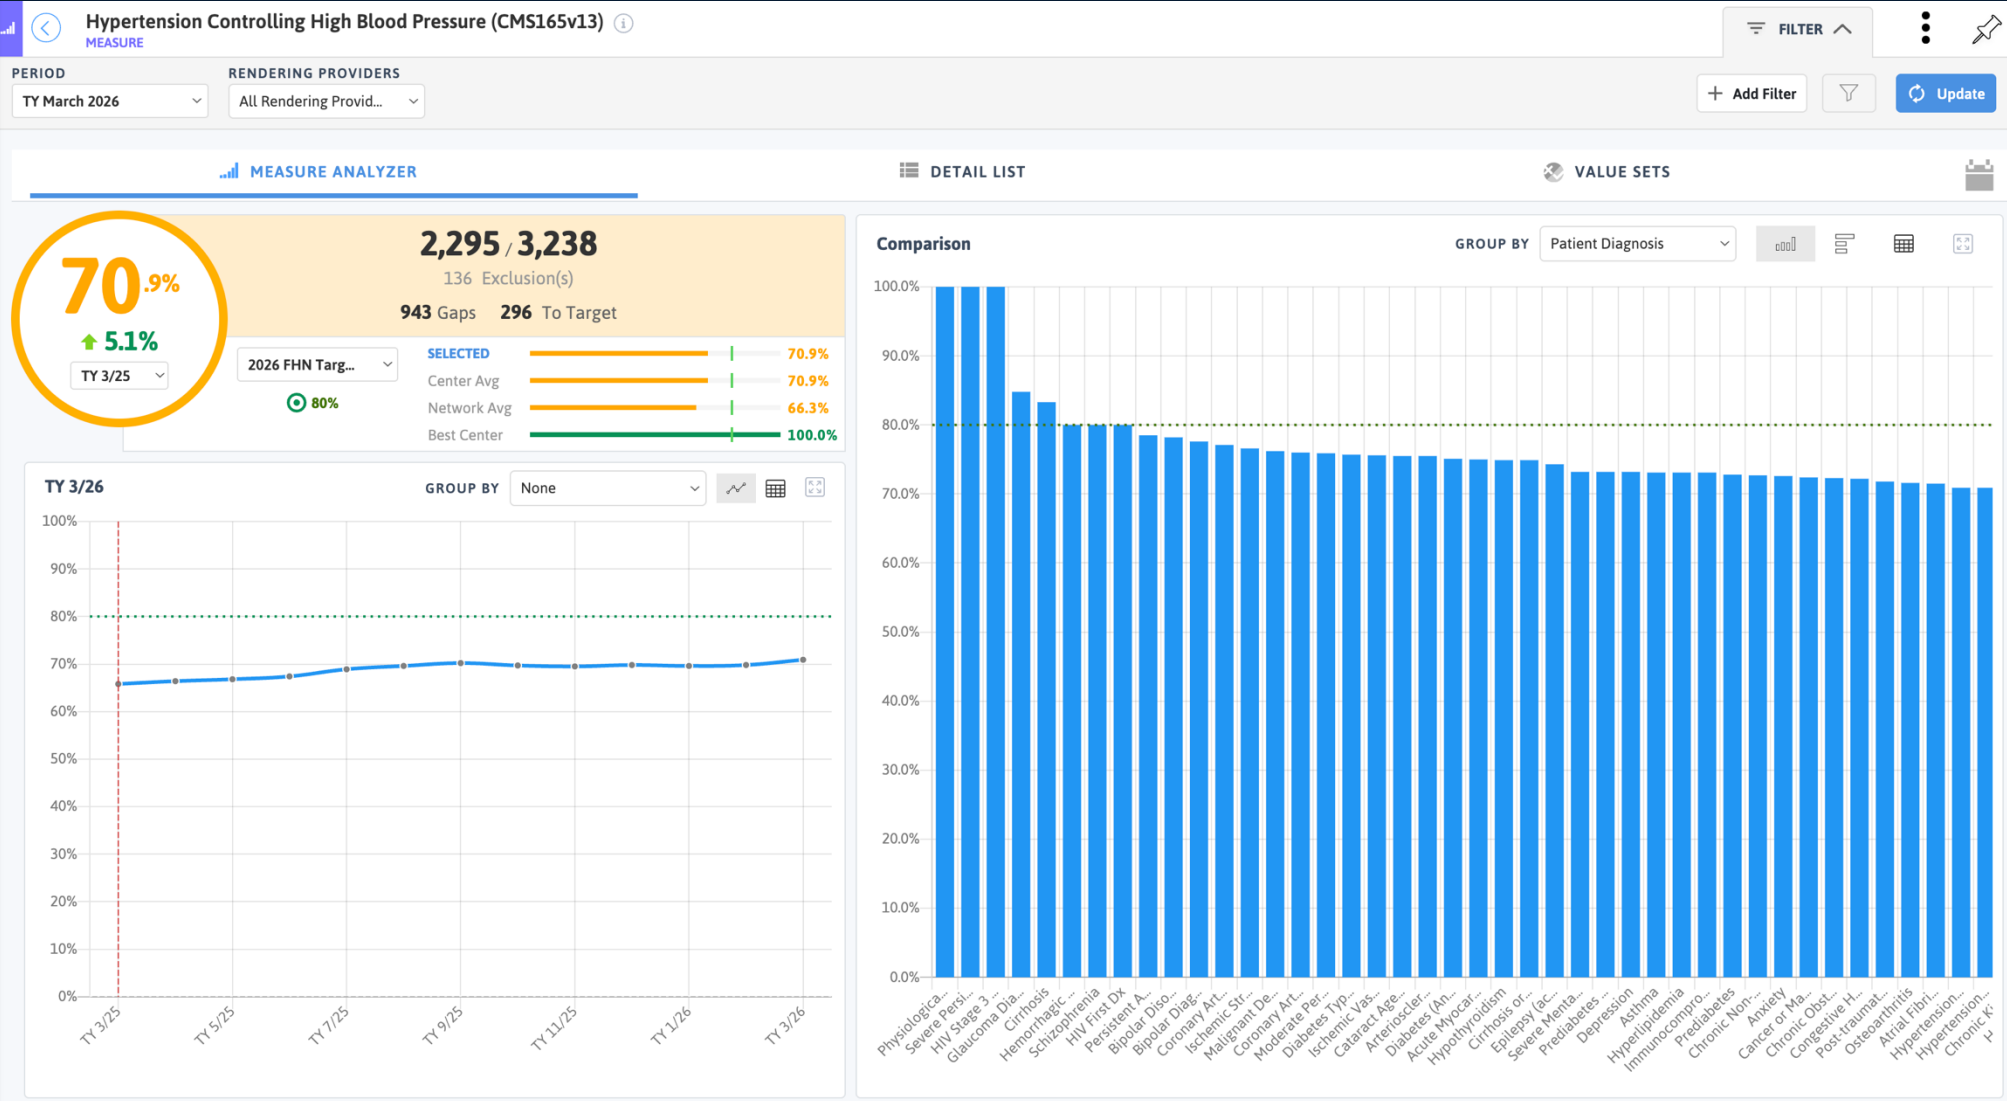 Hypertension Controlling High Blood Pressure (CMS165v13)
MEASURE
FILTER
PERIOD
RENDERING PROVIDERS
TY March 2026
All Rendering Provid...
Add Filter
Update
MEASURE ANALYZER
DETAIL LIST
VALUE SETS
70.9%
5.1%
TY 3/25
2,295 / 3,238
136 Exclusion(s)
943 Gaps 296 To Target
2026 FHN Targ...
80%
SELECTED 70.9%
Center Avg 70.9%
Network Avg 66.3%
Best Center 100.0%
TY 3/26
GROUP BY None
100%
90%
80%
70%
60%
50%
40%
30%
20%
10%
0%
TY 3/25
TY 5/25
TY 7/25
TY 9/25
TY 11/25
TY 1/26
TY 3/26
Comparison
GROUP BY Patient Diagnosis
100.0%
90.0%
80.0%
70.0%
60.0%
50.0%
40.0%
30.0%
20.0%
10.0%
0.0%
Physiologica...
Severe Persi...
HIV Stage 3 ...
Glaucoma Dia...
Cirrhosis
Hemorrhagic ...
Schizophrenia
HIV First Dx
Persistent A...
Bipolar Diso...
Bipolar Diag...
Coronary Art...
Ischemic Str...
Malignant De...
Coronary Art...
Moderate Per...
Diabetes Typ...
Ischemic Vas...
Cataract Age...
Arterioscler...
Diabetes (An...
Acute Myocar...
Hypothyroidism
Cirrhosis or...
Epilepsy (ac...
Severe Menta...
Prediabetes ...
Depression
Asthma
Hyperlipidemia
Immunocompro...
Prediabetes
Chronic Non-...
Anxiety
Cancer or Ma...
Chronic Obst...
Congestive H...
Post-traumat...
Osteoarthritis
Atrial Fibri...
Hypertension...
Hypertension...